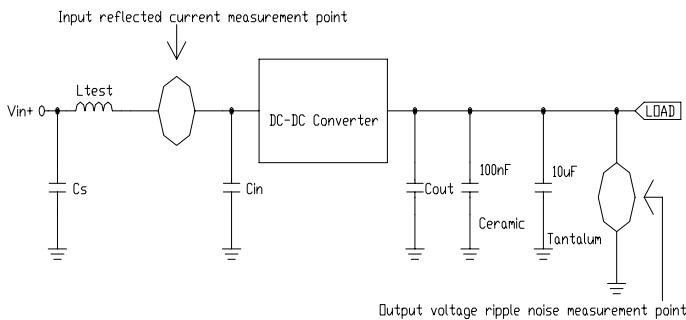 Input reflected current measurement point
Ltest
Vin+
DC-DC Converter
LOAD
Cs
Cin
Cout
100nF
10uF
Ceramic
Tantalum
Output voltage ripple noise measurement point